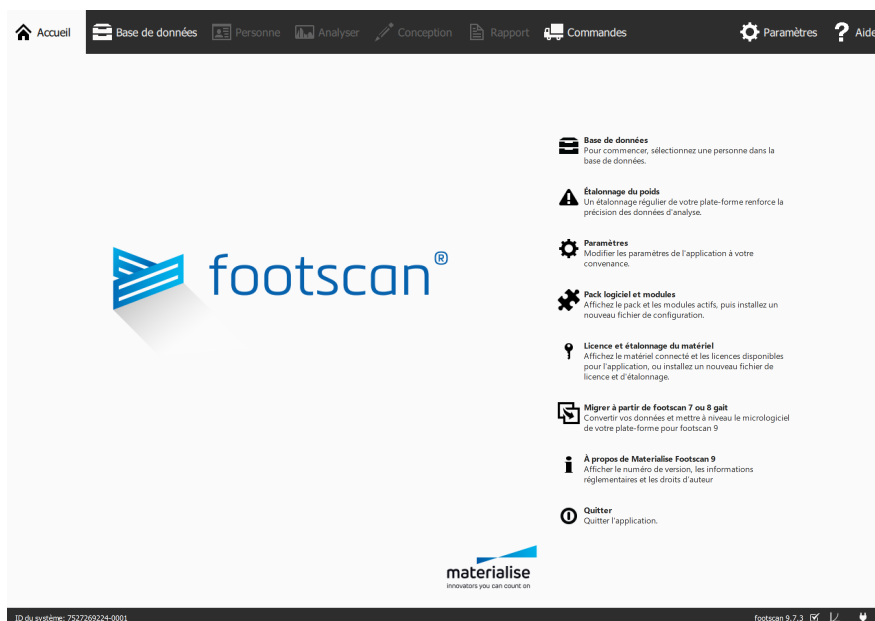 Accueil Base de données Personne Analyser Conception Rapport Commandes Paramètres Aide
Base de données
Pour commencer, sélectionnez une personne dans la
base de données.
Étalonnage du poids
Un étalonnage régulier de votre plate-forme renforce la
précision des données d'analyse.
Paramètres
Modifier les paramètres de l'application à votre
convenance.
footscan®
Pack logiciel et modules
Affichez le pack et les modules actifs, puis installez un
nouveau fichier de configuration.
Licence et étalonnage du matériel
Affichez le matériel connecté et les licences disponibles
pour l'application, ou installez un nouveau fichier de
licence et d'étalonnage.
Migrer à partir de footscan 7 ou 8 gait
Convertir vos données et mettre à niveau le micrologiciel
de votre plate-forme pour footscan 9
À propos de Materialise Footscan 9
Afficher le numéro de version, les informations
réglementaires et les droits d'auteur
Quitter
Quitter l'application.
materialise
innovators you can count on
ID du système: 7527269224-0001 footscan 9.7.3